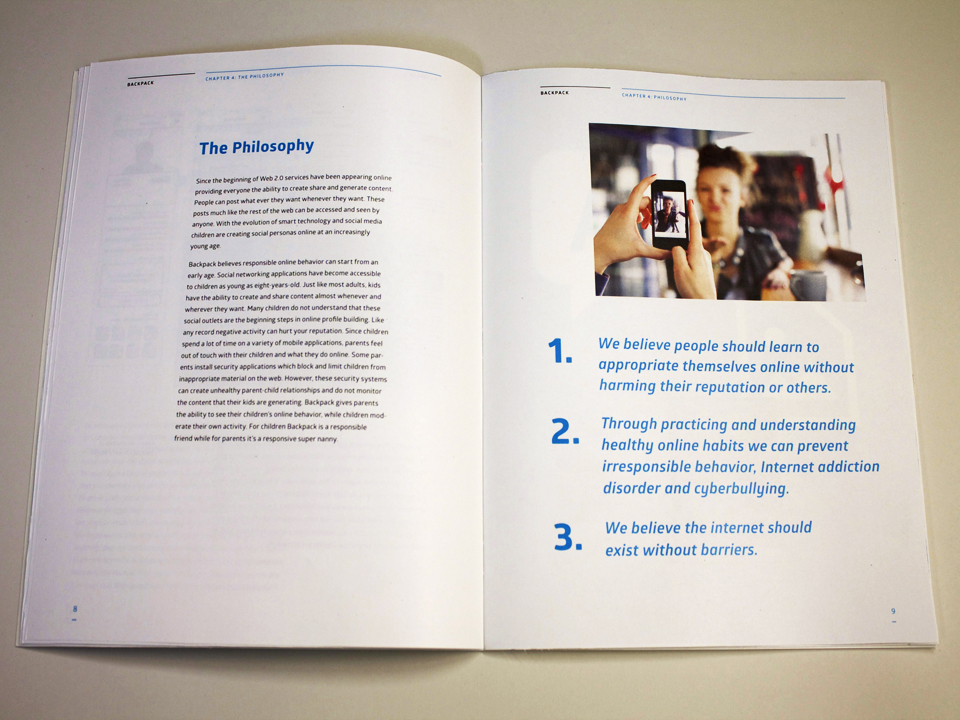 BACKPACK
CHAPTER 4: THE PHILOSOPHY
The Philosophy
Since the beginning of Web 2.0 services have been appearing online
providing everyone the ability to create share and generate content.
People can post what ever they want whenever they want. These
posts much like the rest of the web can be accessed and seen by
anyone. With the evolution of smart technology and social media
children are creating social personas online at an increasingly
young age.
Backpack believes responsible online behavior can start from an
early age. Social networking applications have become accessible
to children as young as eight-years-old. Just like most adults, kids
have the ability to create and share content almost whenever and
wherever they want. Many children do not understand that these
social outlets are the beginning steps in online profile building. Like
any record negative activity can hurt your reputation. Since children
spend a lot of time on a variety of mobile applications, parents feel
out of touch with their children and what they do online. Some par-
ents install security applications which block and limit children from
inappropriate material on the web. However, these security systems
can create unhealthy parent-child relationships and do not monitor
the content that their kids are generating. Backpack gives parents
the ability to see their children's online behavior, while children mod-
erate their own activity. For children Backpack is a responsible
friend while for parents it's a responsive super nanny.
8
BACKPACK
CHAPTER 4: PHILOSOPHY
1. We believe people should learn to
appropriate themselves online without
harming their reputation or others.
2. Through practicing and understanding
healthy online habits we can prevent
irresponsible behavior, Internet addiction
disorder and cyberbullying.
3. We believe the internet should
exist without barriers.
9